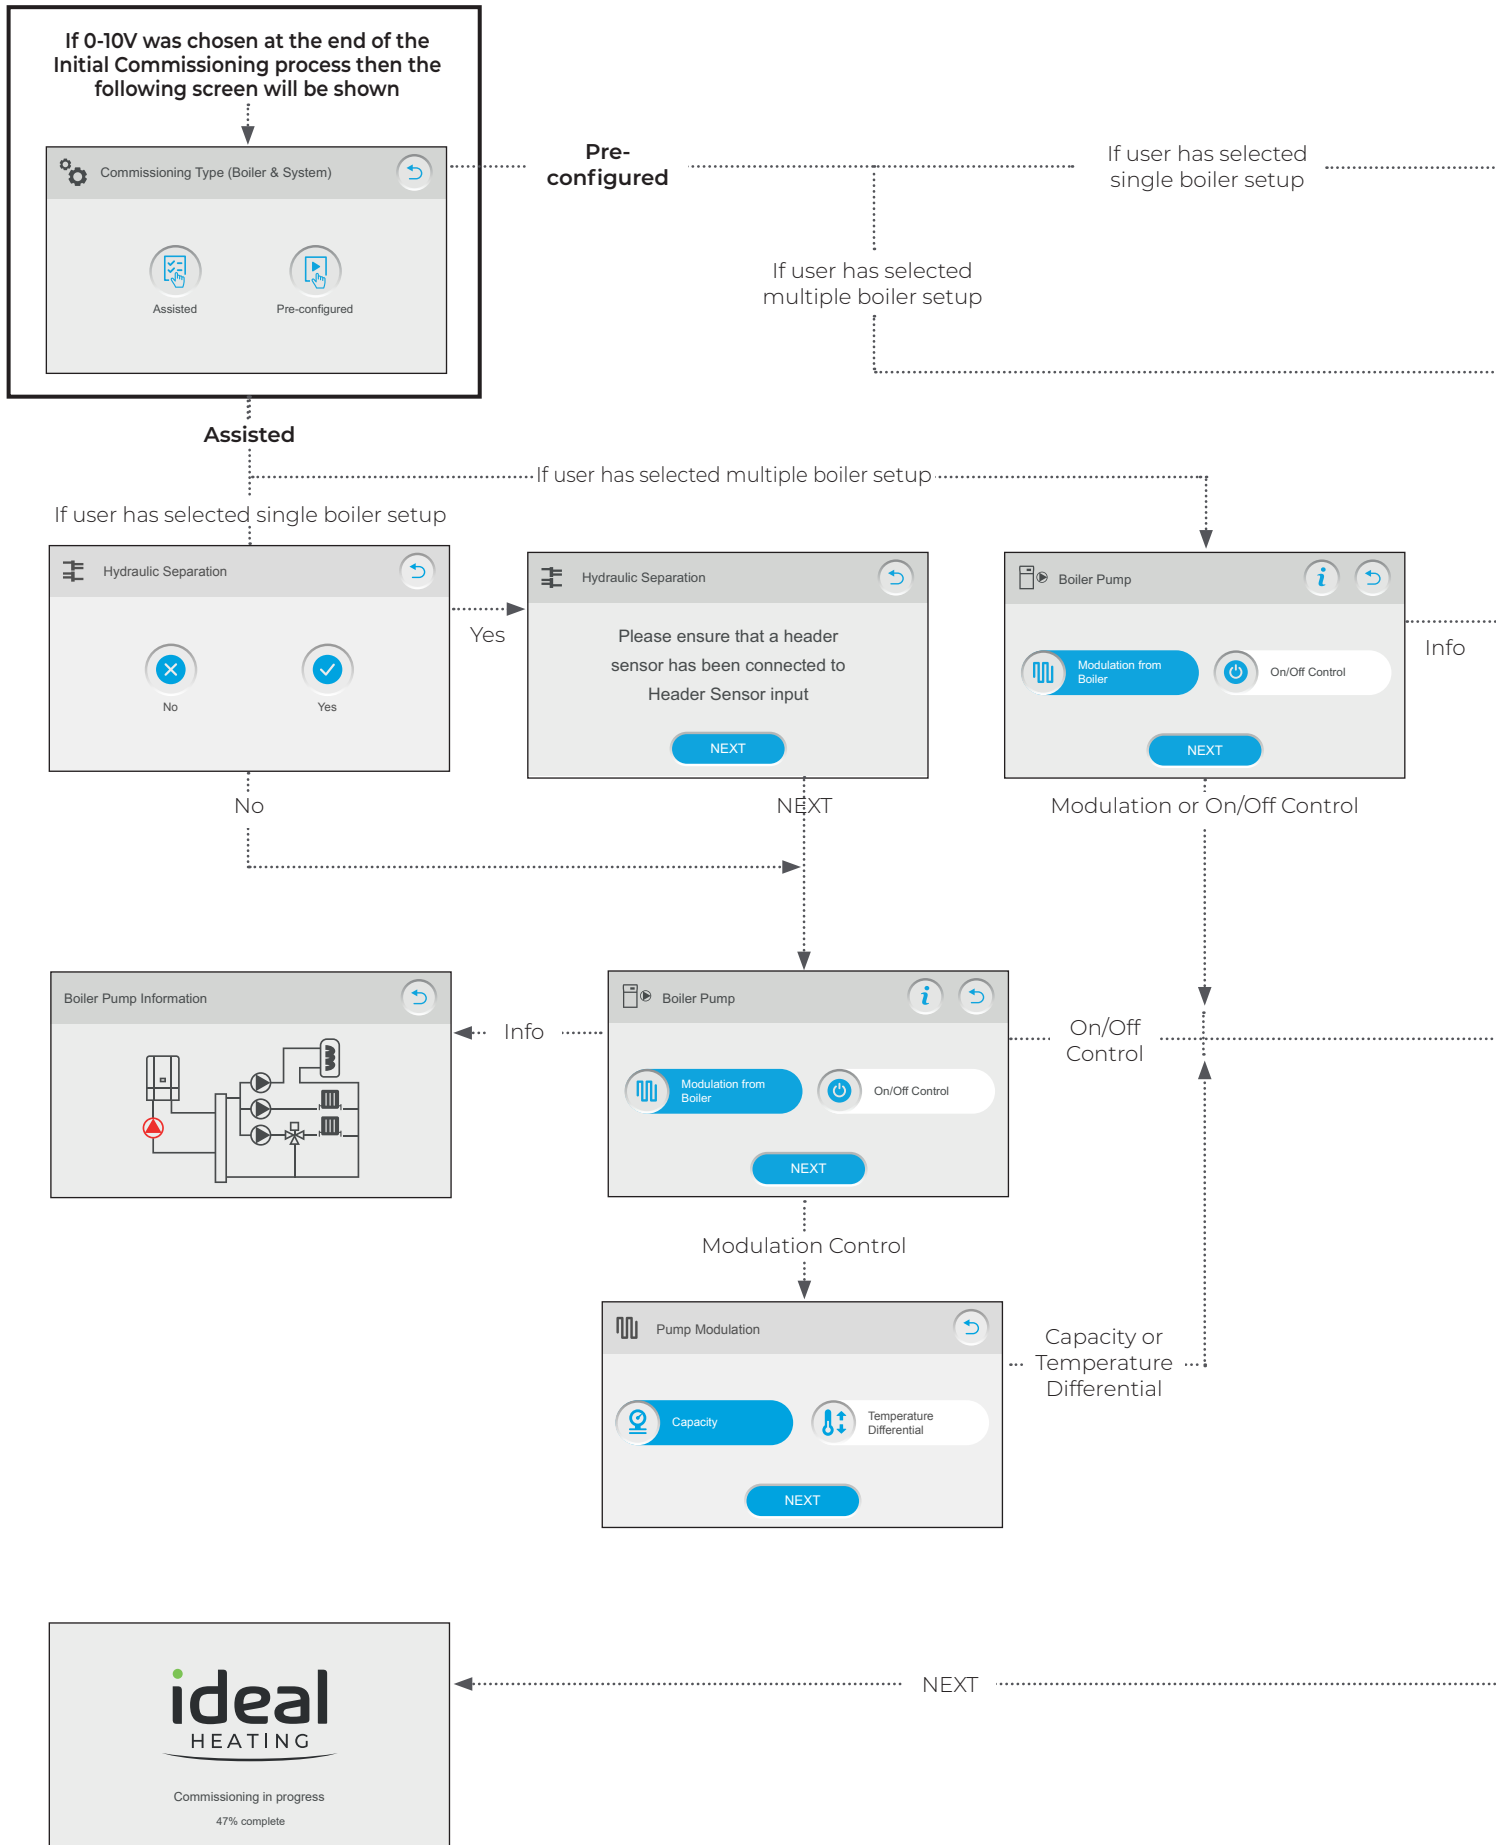 If 0-10V was chosen at the end of the
Initial Commissioning process then the
following screen will be shown
Commissioning Type (Boiler & System)
Assisted
Pre-configured
Pre-
configured
If user has selected
single boiler setup
If user has selected
multiple boiler setup
Assisted
If user has selected multiple boiler setup
If user has selected single boiler setup
Hydraulic Separation
No
Yes
Yes
Hydraulic Separation
Please ensure that a header
sensor has been connected to
Header Sensor input
NEXT
Boiler Pump
i
Modulation from
Boiler
On/Off Control
NEXT
Info
No
NEXT
Modulation or On/Off Control
Boiler Pump Information
Info
Boiler Pump
i
Modulation from
Boiler
On/Off Control
NEXT
On/Off
Control
Modulation Control
Pump Modulation
Capacity
Temperature
Differential
NEXT
Capacity or
Temperature
Differential
ideal
HEATING
Commissioning in progress
47% complete
NEXT